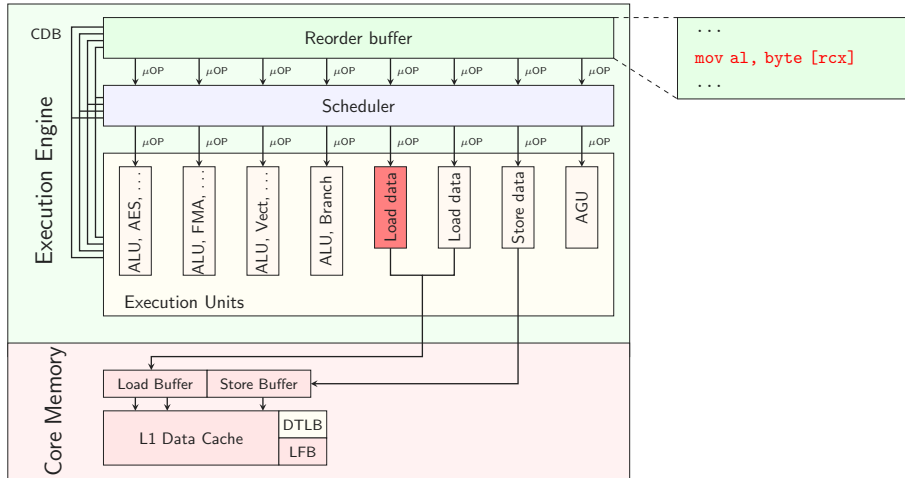 CDB
Reorder buffer
...
mov al, byte [rcx]
...
μOP μOP μOP μOP μOP μOP μOP μOP
Scheduler
μOP μOP μOP μOP μOP μOP μOP μOP
Execution Engine
ALU, AES, ...
ALU, FMA, ...
ALU, Vect, ...
ALU, Branch
Load data
Load data
Store data
AGU
Execution Units
Core Memory
Load Buffer
Store Buffer
L1 Data Cache
DTLB
LFB